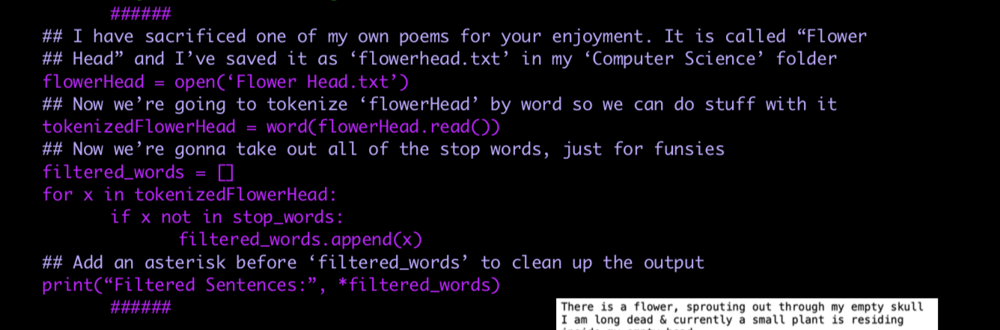 ######
## I have sacrificed one of my own poems for your enjoyment. It is called “Flower
## Head” and I’ve saved it as ‘flowerhead.txt’ in my ‘Computer Science’ folder
flowerHead = open(‘Flower Head.txt’)
## Now we’re going to tokenize ‘flowerHead’ by word so we can do stuff with it
tokenizedFlowerHead = word(flowerHead.read())
## Now we’re gonna take out all of the stop words, just for funsies
filtered_words = []
for x in tokenizedFlowerHead:
if x not in stop_words:
filtered_words.append(x)
## Add an asterisk before ‘filtered_words’ to clean up the output
print(“Filtered Sentences:”, *filtered_words)
######
There is a flower, sprouting out through my empty skull
I am long dead & currently a small plant is residing